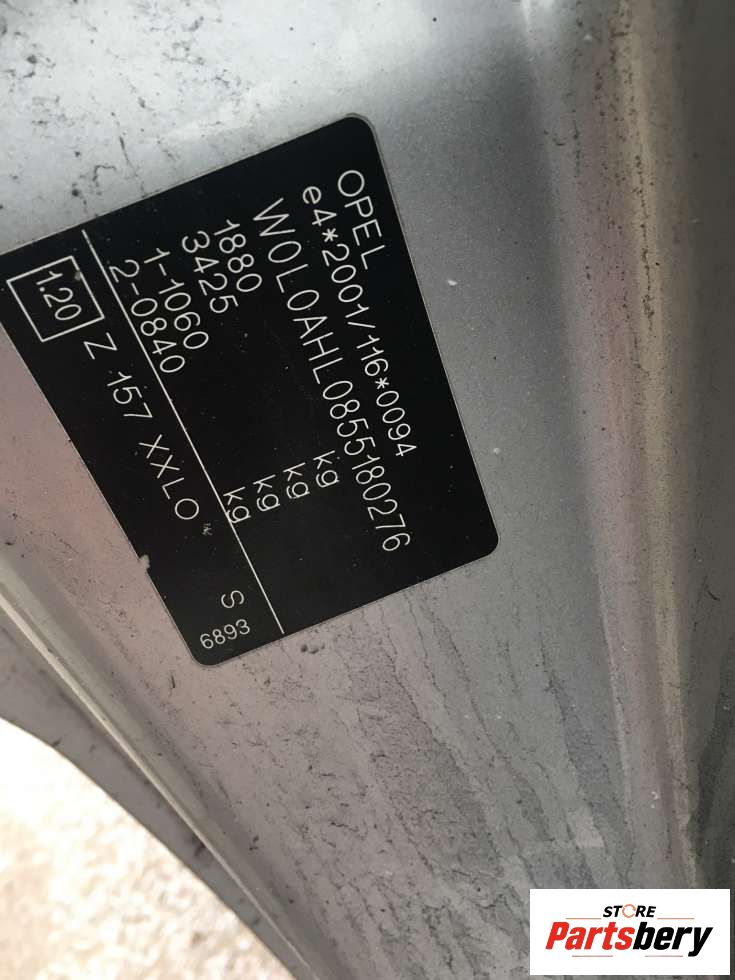 OPEL
e4*2001/116*0094
W0L0AHL0855180276
1880 kg
3425 kg
1-1060 kg
2-0840 kg
1.20 Z 157 XXLO S
6893
STORE
Partsbery